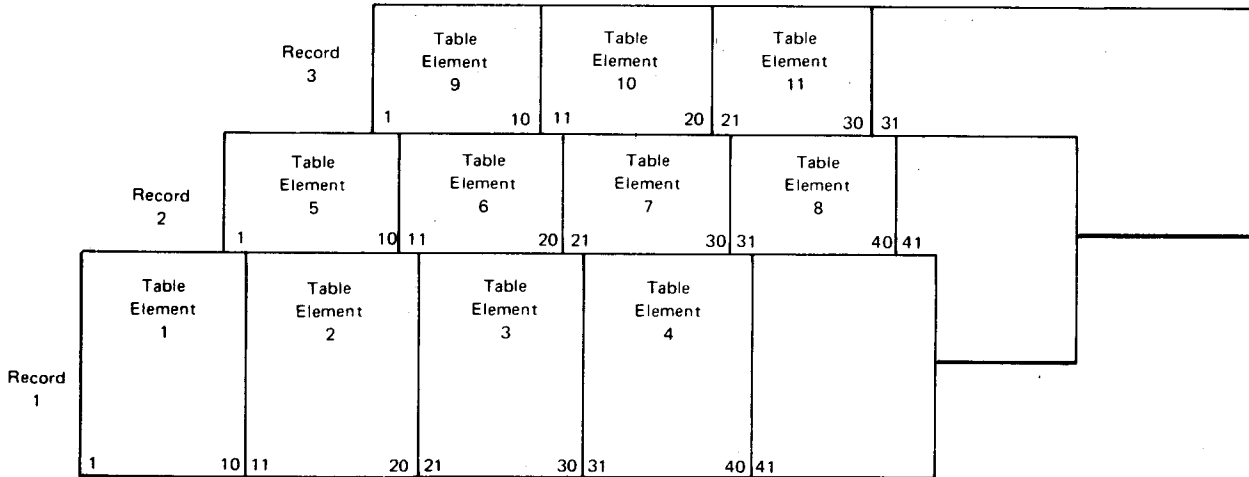 Record
3
Table
Element
9
Table
Element
10
Table
Element
11
1 10 11 20 21 30 31
Record
2
Table
Element
5
Table
Element
6
Table
Element
7
Table
Element
8
1 10 11 20 21 30 31 40 41
Record
1
Table
Element
1
Table
Element
2
Table
Element
3
Table
Element
4
1 10 11 20 21 30 31 40 41